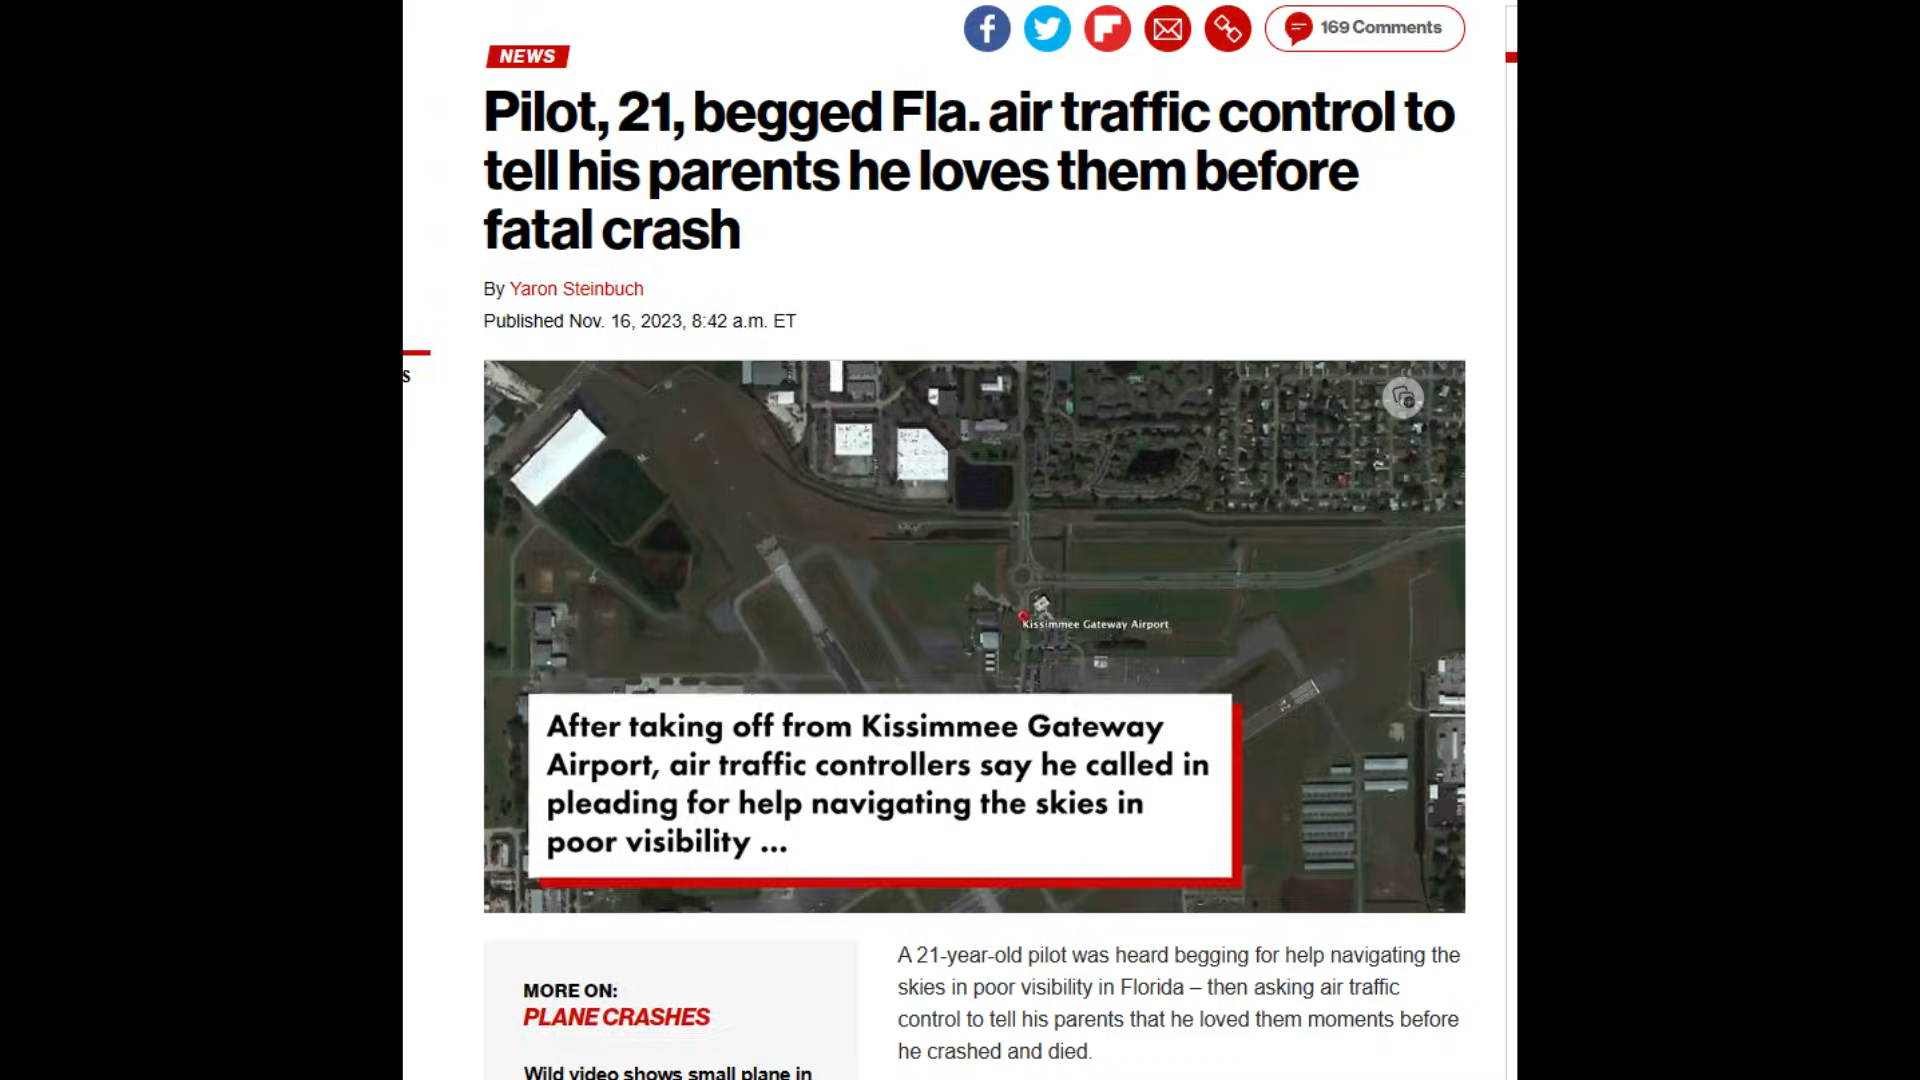 169 Comments
NEWS
Pilot, 21, begged Fla. air traffic control to
tell his parents he loves them before
fatal crash
By Yaron Steinbuch
Published Nov. 16, 2023, 8:42 a.m. ET
s
Kissimmee Gateway Airport
After taking off from Kissimmee Gateway
Airport, air traffic controllers say he called in
pleading for help navigating the skies in
poor visibility ...
MORE ON:
PLANE CRASHES
Wild video shows small plane in
A 21-year-old pilot was heard begging for help navigating the
skies in poor visibility in Florida – then asking air traffic
control to tell his parents that he loved them moments before
he crashed and died.